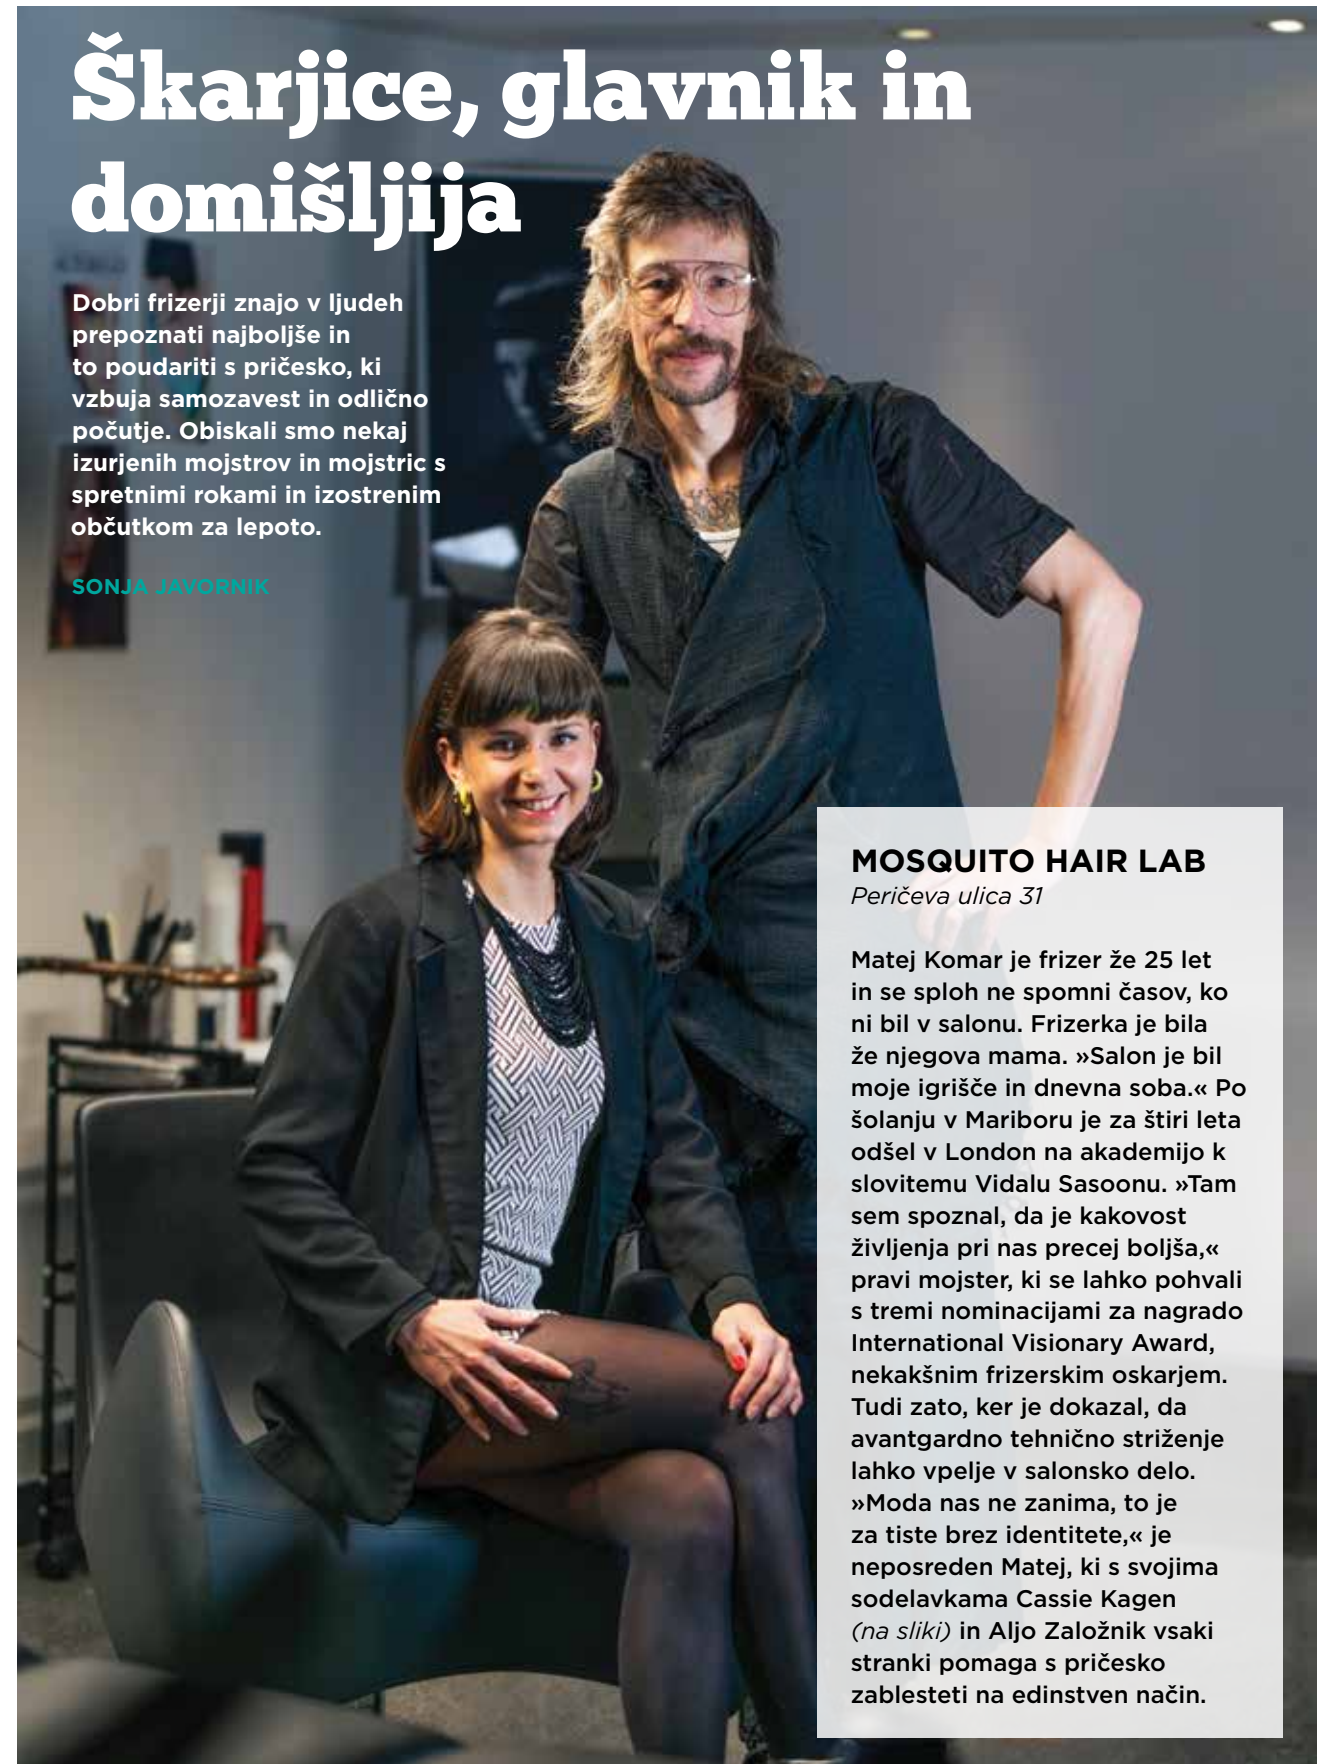 Škarjice, glavnik in
domišljija
Dobri frizerji znajo v ljudeh
prepoznati najboljše in
to poudariti s pričesko, ki
vzbuja samozavest in odlično
počutje. Obiskali smo nekaj
izurjenih mojstrov in mojstric s
spretnimi rokami in izostrenim
občutkom za lepoto.
SONJA JAVORNIK
MOSQUITO HAIR LAB
Peričeva ulica 31
Matej Komar je frizer že 25 let
in se sploh ne spomni časov, ko
ni bil v salonu. Frizerka je bila
že njegova mama. »Salon je bil
moje igrišče in dnevna soba.« Po
šolanju v Mariboru je za štiri leta
odšel v London na akademijo k
slovitemu Vidalu Sasoonu. »Tam
sem spoznal, da je kakovost
življenja pri nas precej boljša,«
pravi mojster, ki se lahko pohvali
s tremi nominacijami za nagrado
International Visionary Award,
nekakšnim frizerskim oskarjem.
Tudi zato, ker je dokazal, da
avantgardno tehnično striženje
lahko vpelje v salonsko delo.
»Moda nas ne zanima, to je
za tiste brez identitete,« je
neposreden Matej, ki s svojima
sodelavkama Cassie Kagen
(na sliki) in Aljo Založnik vsaki
stranki pomaga s pričesko
zablesteti na edinstven način.